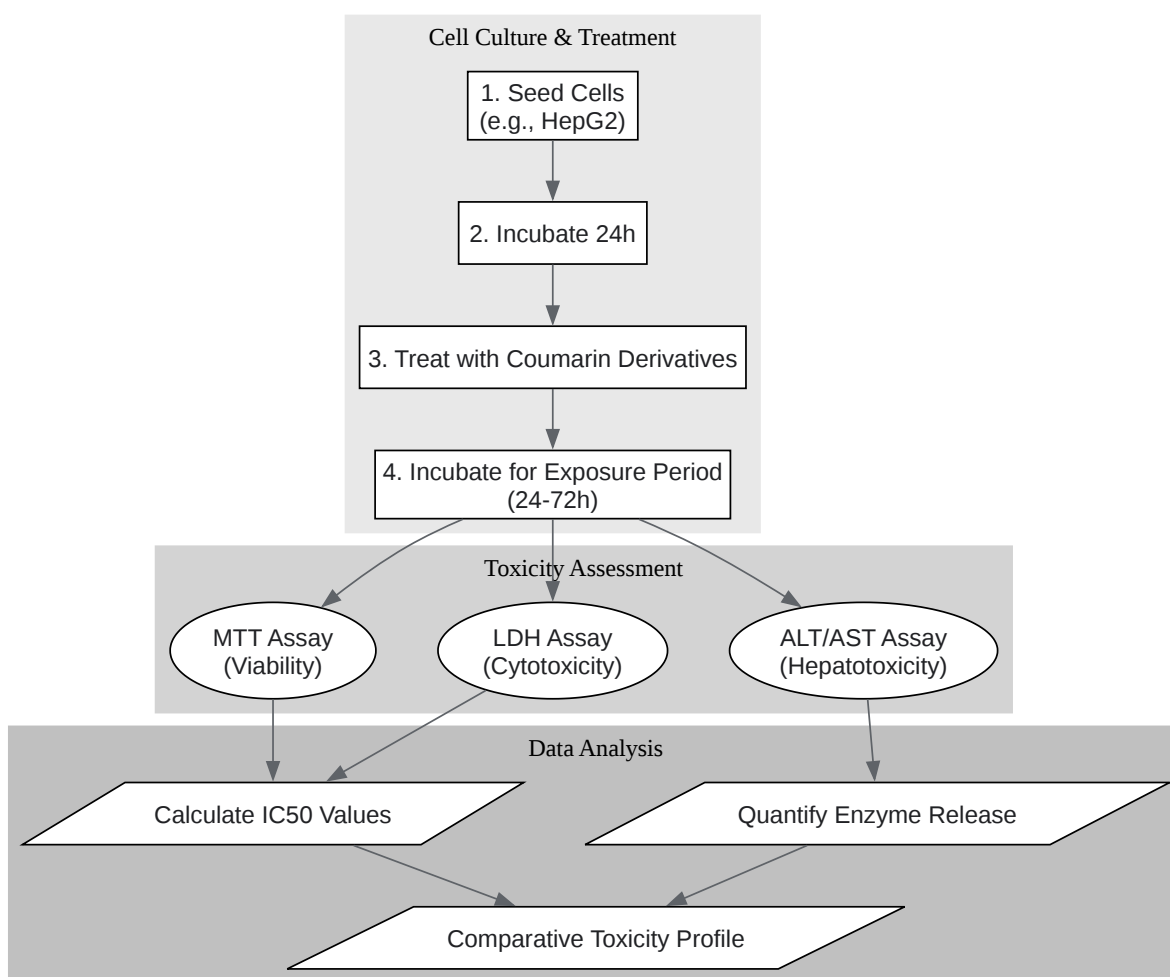 Cell Culture & Treatment
1. Seed Cells
(e.g., HepG2)
2. Incubate 24h
3. Treat with Coumarin Derivatives
4. Incubate for Exposure Period
(24-72h)
Toxicity Assessment
MTT Assay
(Viability)
LDH Assay
(Cytotoxicity)
ALT/AST Assay
(Hepatotoxicity)
Data Analysis
Calculate IC50 Values
Quantify Enzyme Release
Comparative Toxicity Profile